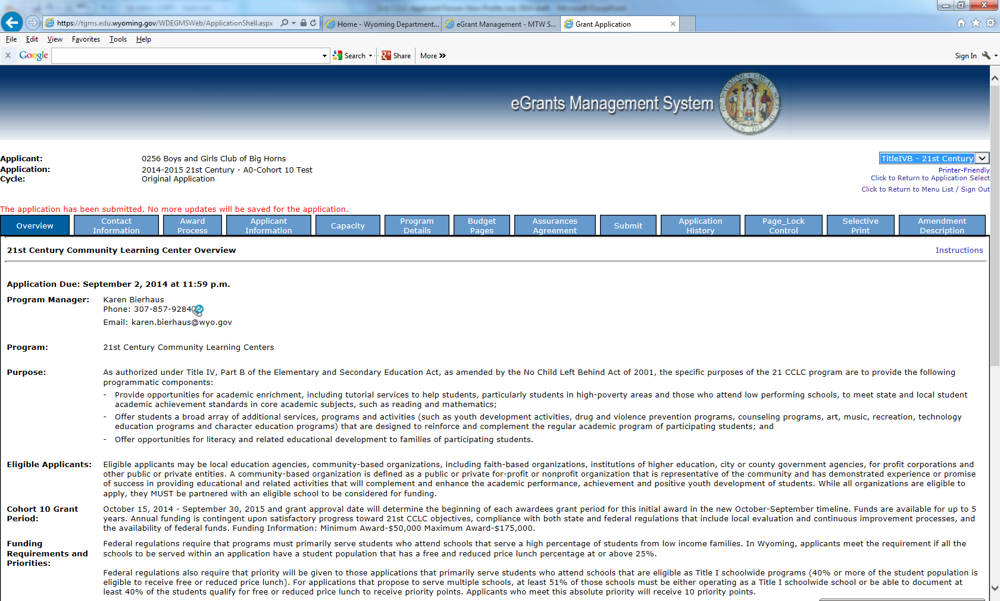 https://tgms.edu.wyoming.gov/WDEGMSWeb/ApplicationShell.aspx
Home - Wyoming Department...
eGrant Management - MTW S...
Grant Application
File Edit View Favorites Tools Help
x Google Search Share More »
Sign In
eGrants Management System
Applicant: 0256 Boys and Girls Club of Big Horns
Application: 2014-2015 21st Century - A0-Cohort 10 Test
Cycle: Original Application
TitleIVB - 21st Century
Printer-Friendly
Click to Return to Application Select
Click to Return to Menu List / Sign Out
The application has been submitted. No more updates will be saved for the application.
Overview
Contact Information
Award Process
Applicant Information
Capacity
Program Details
Budget Pages
Assurances Agreement
Submit
Application History
Page_Lock Control
Selective Print
Amendment Description
21st Century Community Learning Center Overview
Instructions
Application Due: September 2, 2014 at 11:59 p.m.
Program Manager: Karen Bierhaus
Phone: 307-857-9284
Email: karen.bierhaus@wyo.gov
Program: 21st Century Community Learning Centers
Purpose: As authorized under Title IV, Part B of the Elementary and Secondary Education Act, as amended by the No Child Left Behind Act of 2001, the specific purposes of the 21 CCLC program are to provide the following
programmatic components:
- Provide opportunities for academic enrichment, including tutorial services to help students, particularly students in high-poverty areas and those who attend low performing schools, to meet state and local student
academic achievement standards in core academic subjects, such as reading and mathematics;
- Offer students a broad array of additional services, programs and activities (such as youth development activities, drug and violence prevention programs, counseling programs, art, music, recreation, technology
education programs and character education programs) that are designed to reinforce and complement the regular academic program of participating students; and
- Offer opportunities for literacy and related educational development to families of participating students.
Eligible Applicants: Eligible applicants may be local education agencies, community-based organizations, including faith-based organizations, institutions of higher education, city or county government agencies, for profit corporations and
other public or private entities. A community-based organization is defined as a public or private for-profit or nonprofit organization that is representative of the community and has demonstrated experience or promise
of success in providing educational and related activities that will complement and enhance the academic performance, achievement and positive youth development of students. While all organizations are eligible to
apply, they MUST be partnered with an eligible school to be considered for funding.
Cohort 10 Grant Period: October 15, 2014 - September 30, 2015 and grant approval date will determine the beginning of each awardees grant period for this initial award in the new October-September timeline. Funds are available for up to 5
years. Annual funding is contingent upon satisfactory progress toward 21st CCLC objectives, compliance with both state and federal regulations that include local evaluation and continuous improvement processes, and
the availability of federal funds. Funding Information: Minimum Award-$50,000 Maximum Award-$175,000.
Funding Requirements and Priorities: Federal regulations require that programs must primarily serve students who attend schools that serve a high percentage of students from low income families. In Wyoming, applicants meet the requirement if all the
schools to be served within an application have a student population that has a free and reduced price lunch percentage at or above 25%.
Federal regulations also require that priority will be given to those applications that primarily serve students who attend schools that are eligible as Title I schoolwide programs (40% or more of the student population is
eligible to receive free or reduced price lunch). For applications that propose to serve multiple schools, at least 51% of those schools must be either operating as a Title I schoolwide school or be able to document at
least 40% of the students qualify for free or reduced price lunch to receive priority points. Applicants who meet this absolute priority will receive 10 priority points.